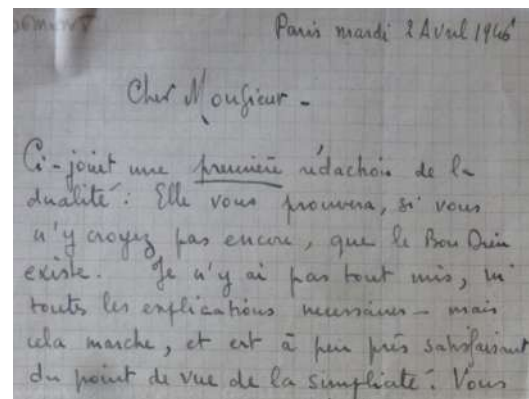 Paris mardi 2 Avril 1946
Cher Monsieur -
Ci-joint une première rédaction de la
dualité. Elle vous prouvera, si vous
n'y croyez pas encore, que le Bon Dieu
existe. Je n'y ai pas tout mis, ni
toutes les explications nécessaires - mais
cela marche, et est à peu près satisfaisant
du point de vue de la simplicité. Vous